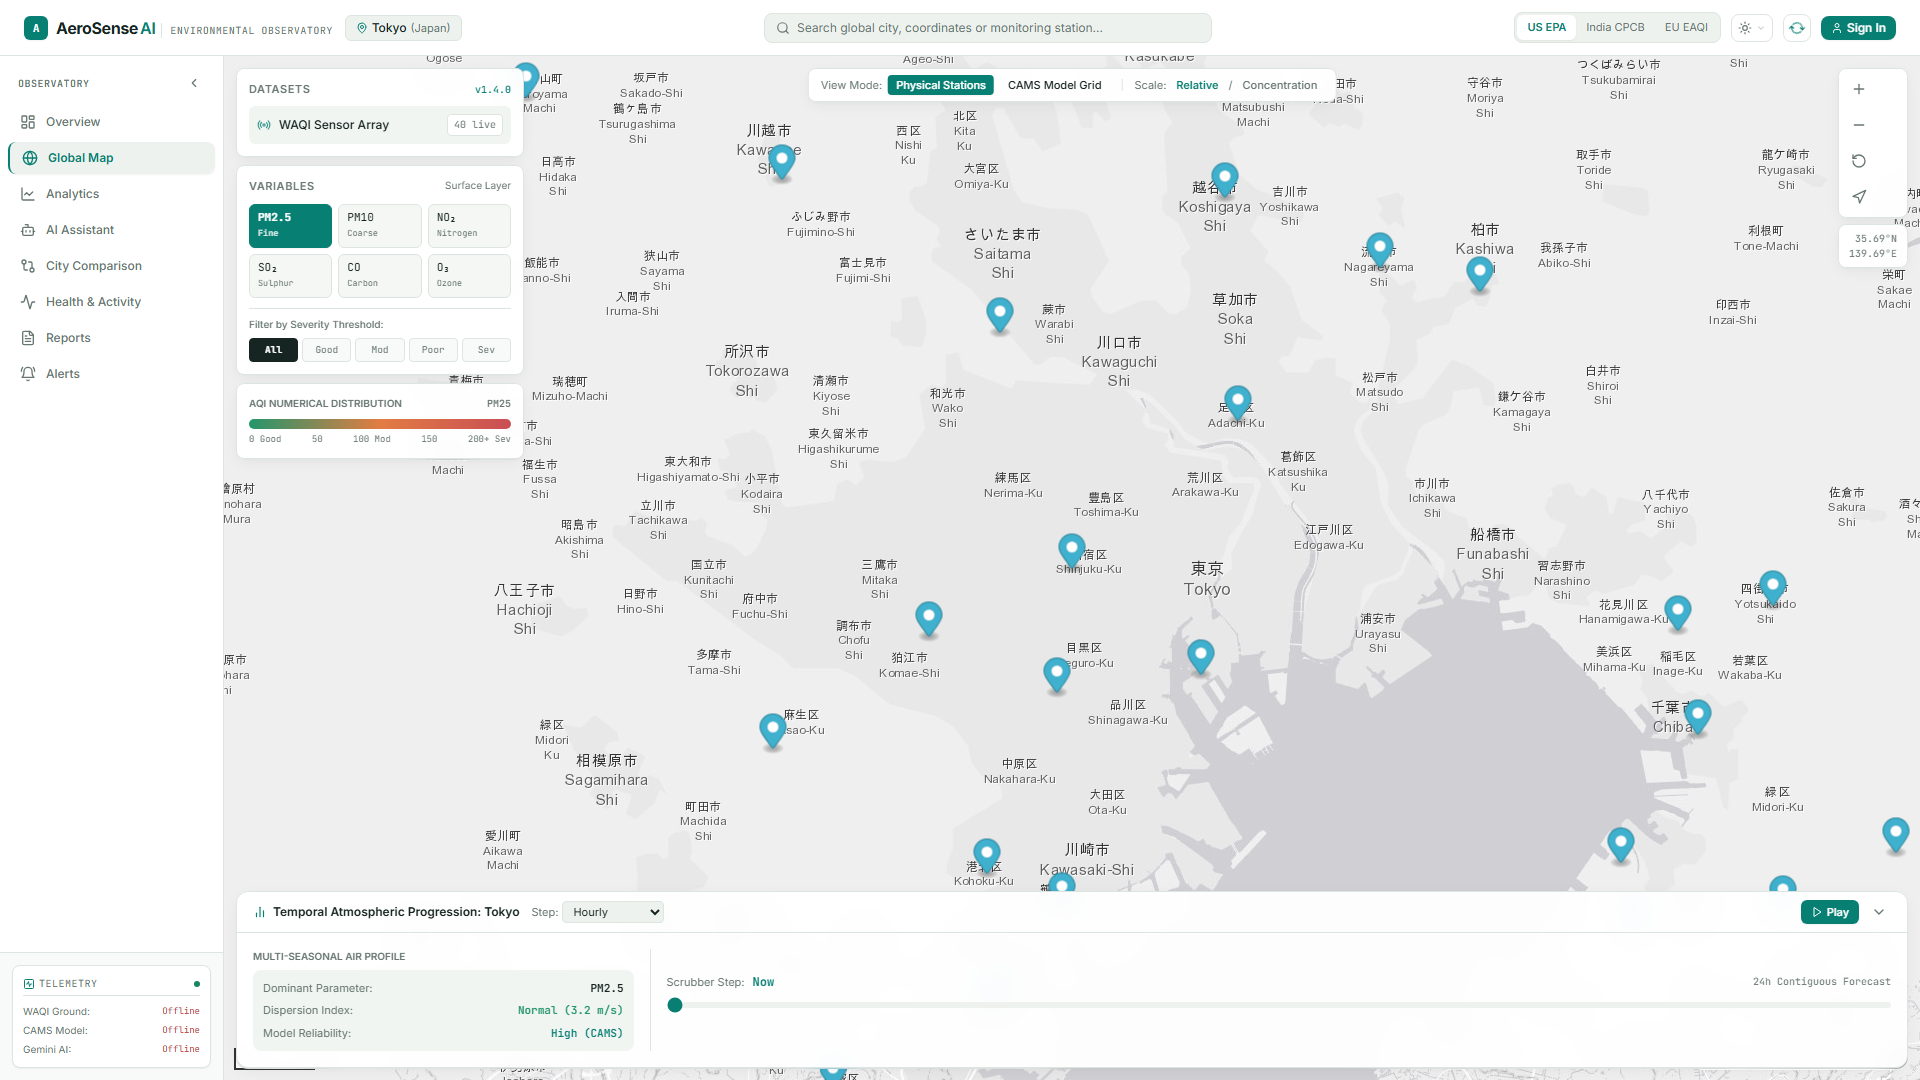 A AeroSense AI ENVIRONMENTAL OBSERVATORY
Tokyo (Japan)
Search global city, coordinates or monitoring station...
US EPA India CPCB EU EAQI
Sign In
OBSERVATORY
Overview
Global Map
Analytics
AI Assistant
City Comparison
Health & Activity
Reports
Alerts
TELEMETRY
WAQI Ground: Offline
CAMS Model: Offline
Gemini AI: Offline
DATASETS v1.4.0
WAQI Sensor Array 40 live
VARIABLES Surface Layer
PM2.5
Fine
PM10
Coarse
NO₂
Nitrogen
SO₂
Sulphur
CO
Carbon
O₃
Ozone
Filter by Severity Threshold:
All Good Mod Poor Sev
AQI NUMERICAL DISTRIBUTION PM25
0 Good 50 100 Mod 150 200+ Sev
View Mode: Physical Stations CAMS Model Grid Scale: Relative / Concentration
35.69°N
139.69°E
Ogose
坂戸市
Sakado-Shi
鶴ヶ島市
Tsurugashima
Shi
Machi
川越市
Shi
日高市
Hidaka
Shi
Ageo-Shi
西区
Nishi
Ku
北区
Kita
Ku
大宮区
Omiya-Ku
Matsubushi
Machi
守谷市
Moriya
Shi
つくばみらい市
Tsukubamirai
Shi
Shi
取手市
Toride
Shi
龍ケ崎市
Ryugasaki
Shi
Koshigaya
Shi
吉川市
Yoshikawa
Shi
ふじみ野市
Fujimino-Shi
さいたま市
Saitama
Shi
柏市
Kashiwa
我孫子市
Abiko-Shi
利根町
Tone-Machi
狭山市
Sayama
Shi
富士見市
Fujimi-Shi
飯能市
Nagareyama
Shi
栄町
Sakae
Machi
入間市
Iruma-Shi
蕨市
Warabi
Shi
草加市
Soka
Shi
印西市
Inzai-Shi
所沢市
Tokorozawa
Shi
川口市
Kawaguchi
Shi
瑞穂町
Mizuho-Machi
清瀬市
Kiyose
Shi
和光市
Wako
Shi
Adachi-Ku
松戸市
Matsudo
Shi
白井市
Shiroi
Shi
鎌ケ谷市
Kamagaya
Shi
東久留米市
Higashikurume
Shi
Machi
福生市
Fussa
Shi
東大和市
Higashiyamato-Shi
小平市
Kodaira
Shi
練馬区
Nerima-Ku
豊島区
Toshima-Ku
荒川区
Arakawa-Ku
葛飾区
Katsushika
Ku
市川市
Ichikawa
Shi
八千代市
Yachiyo
Shi
佐倉市
Sakura
Shi
Mura
昭島市
Akishima
Shi
立川市
Tachikawa
Shi
江戸川区
Edogawa-Ku
船橋市
Funabashi
Shi
Shinjuku-Ku
八王子市
Hachioji
Shi
国立市
Kunitachi
Shi
三鷹市
Mitaka
Shi
東京
Tokyo
習志野市
Narashino
Shi
Yotsukaido
Shi
日野市
Hino-Shi
府中市
Fuchu-Shi
調布市
Chofu
Shi
浦安市
Urayasu
Shi
花見川区
Hanamigawa-Ku
多摩市
Tama-Shi
狛江市
Komae-Shi
目黒区
美浜区
Mihama-Ku
稲毛区
Inage-Ku
若葉区
Wakaba-Ku
緑区
Midori
Ku
麻生区
品川区
Shinagawa-Ku
Chiba
相模原市
Sagamihara
Shi
中原区
Nakahara-Ku
大田区
Ota-Ku
緑区
Midori-Ku
町田市
Machida
Shi
愛川町
Aikawa
Machi
Kohoku-Ku
川崎市
Kawasaki-Shi
Temporal Atmospheric Progression: Tokyo Step: Hourly
Play
MULTI-SEASONAL AIR PROFILE
Dominant Parameter: PM2.5
Dispersion Index: Normal (3.2 m/s)
Model Reliability: High (CAMS)
Scrubber Step: Now 24h Contiguous Forecast